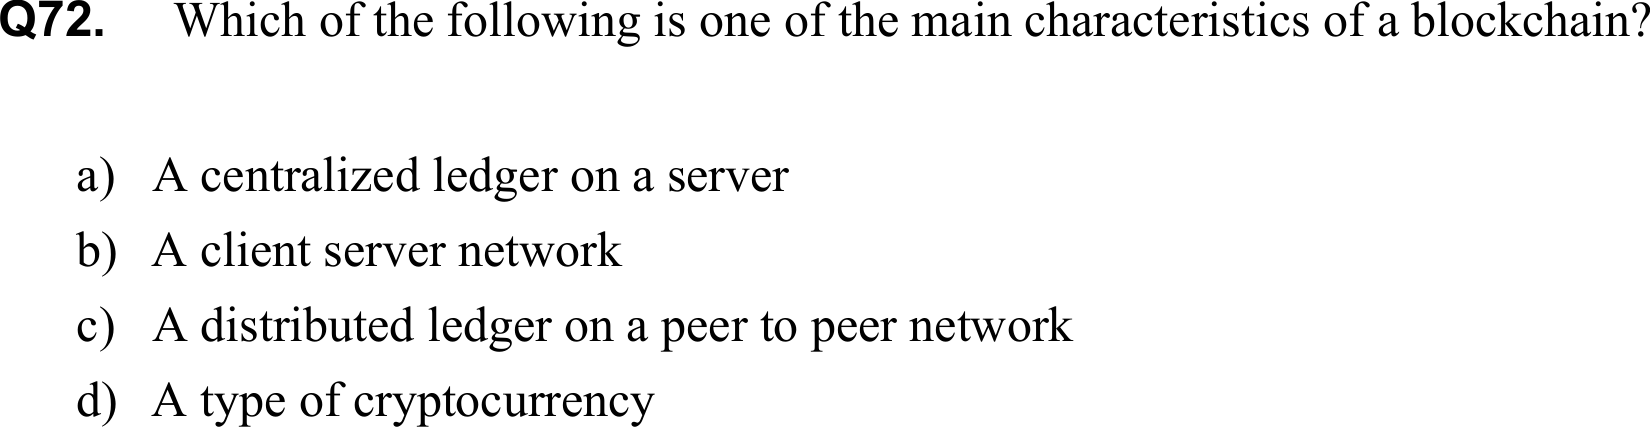 Q72. Which of the following is one of the main characteristics of a blockchain?
a) A centralized ledger on a server
b) A client server network
c) A distributed ledger on a peer to peer network
d) A type of cryptocurrency